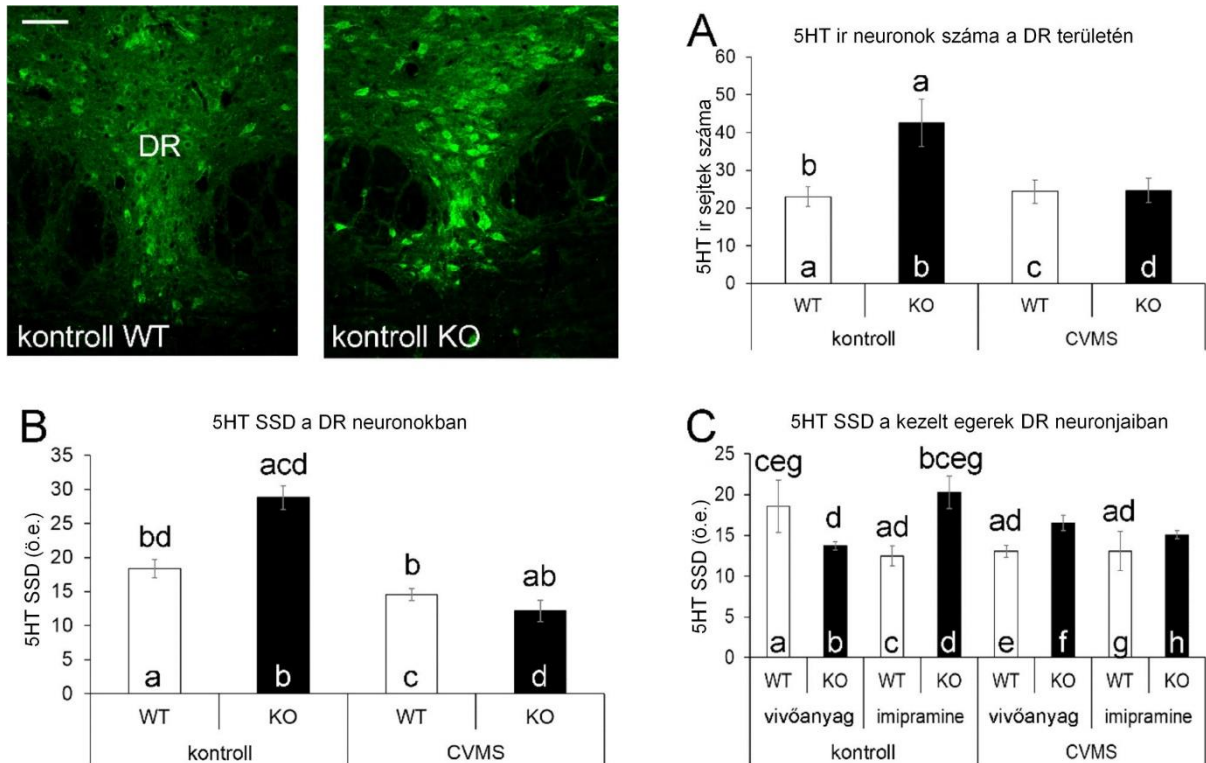 DR
kontroll WT
kontroll KO
A
5HT ir neuronok száma a DR területén
5HT ir sejtek száma
60
50
40
30
20
10
0
b
a
a
b
c
d
WT
KO
WT
KO
kontroll
CVMS
B
5HT SSD a DR neuronokban
5HT SSD (ö.e.)
35
30
25
20
15
10
5
0
bd
acd
b
ab
a
b
c
d
WT
KO
WT
KO
kontroll
CVMS
C
5HT SSD a kezelt egerek DR neuronjaiban
5HT SSD (ö.e.)
25
20
15
10
5
0
ceg
d
ad
bceg
ad
ad
a
b
c
d
e
f
g
h
WT
KO
WT
KO
WT
KO
WT
KO
vivőanyag
imipramine
vivőanyag
imipramine
kontroll
CVMS